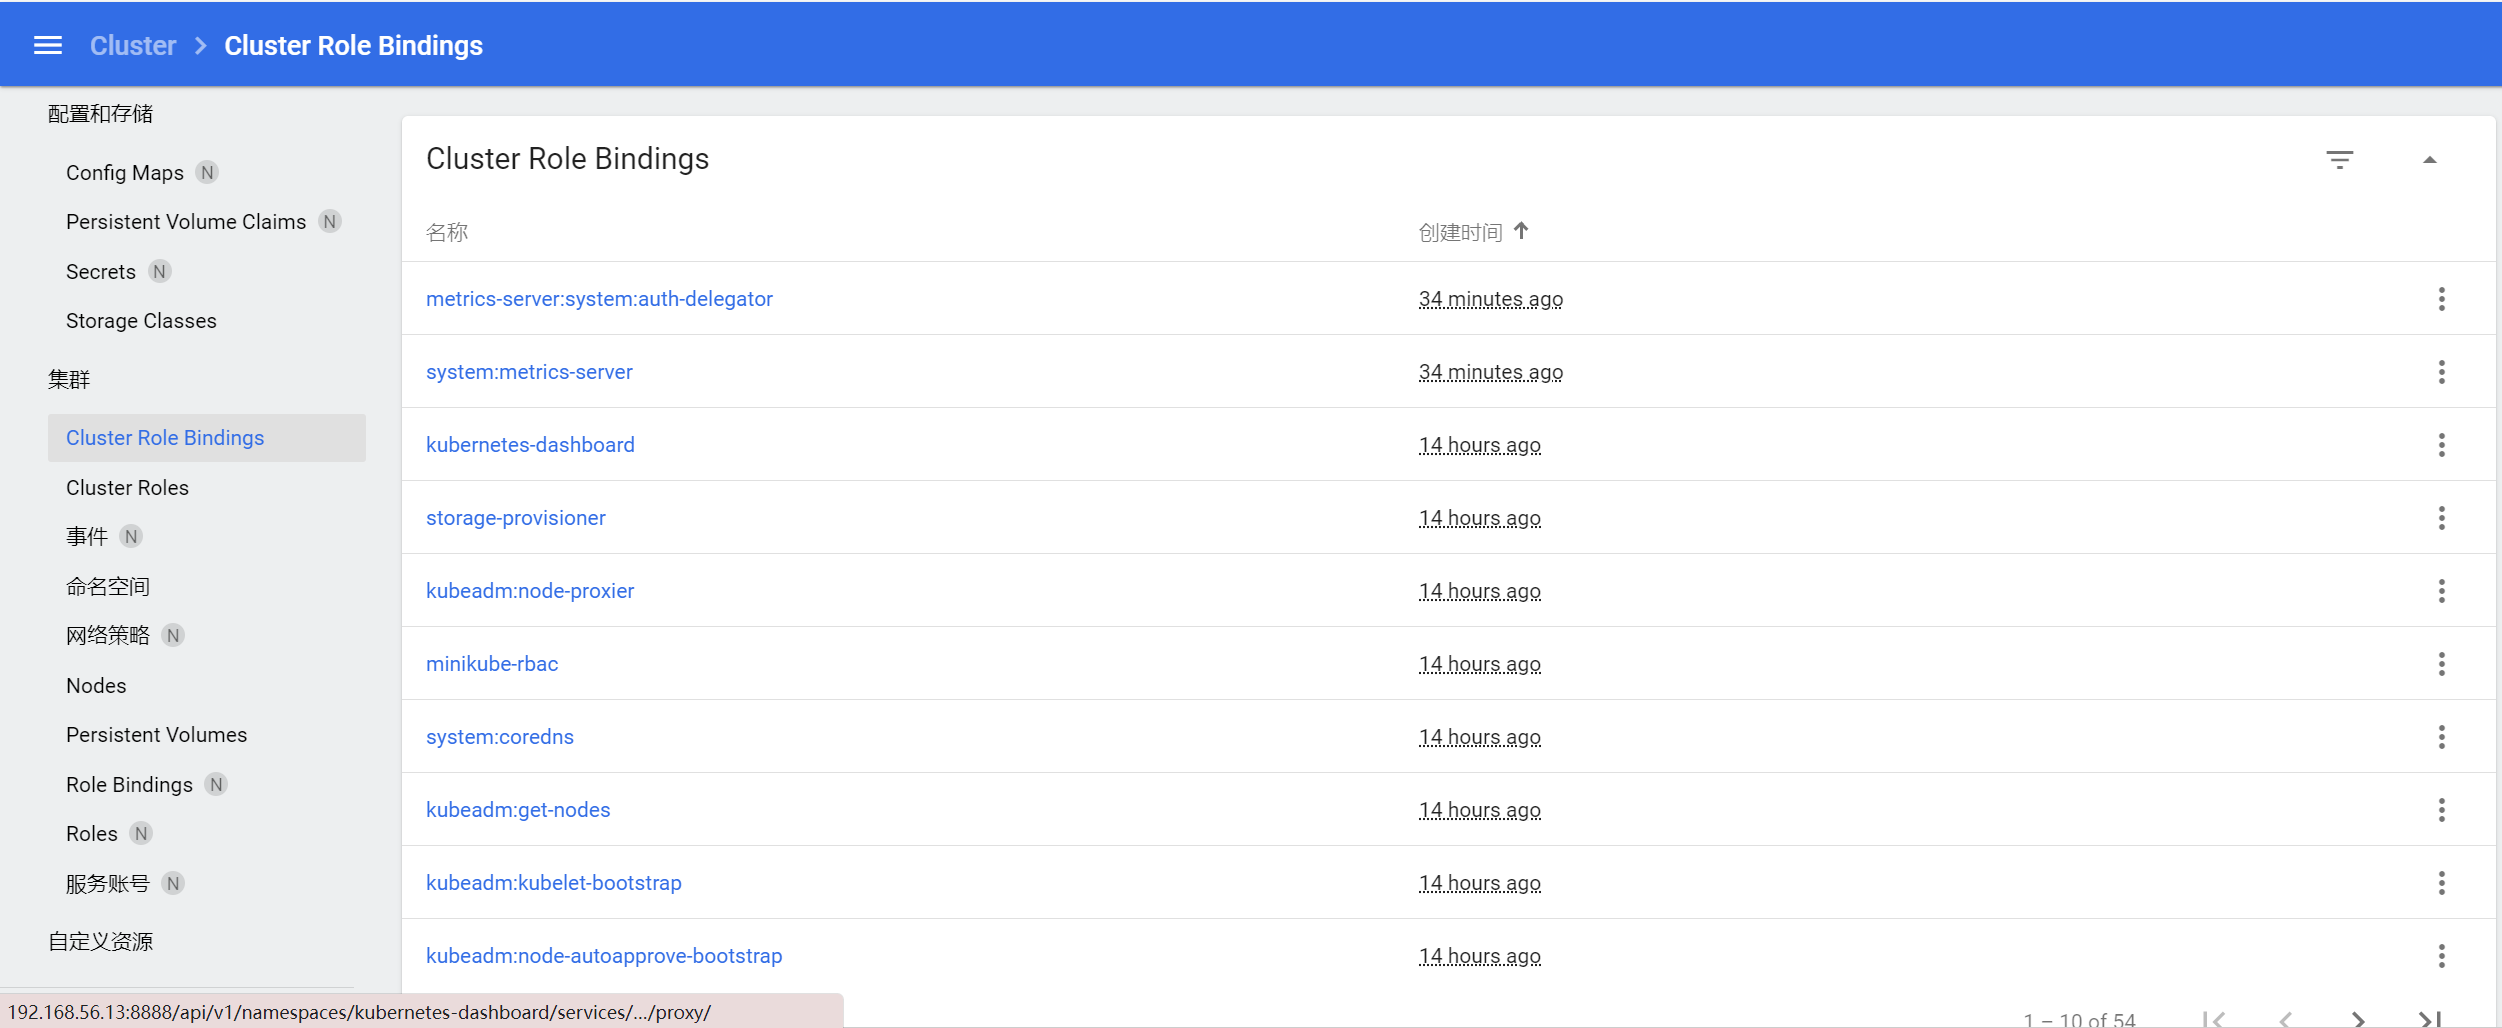 Cluster > Cluster Role Bindings
配置和存储
Config Maps N
Persistent Volume Claims N
Secrets N
Storage Classes
集群
Cluster Role Bindings
Cluster Roles
事件 N
命名空间
网络策略 N
Nodes
Persistent Volumes
Role Bindings N
Roles N
服务账号 N
自定义资源
Cluster Role Bindings
名称 创建时间
metrics-server:system:auth-delegator 34 minutes ago
system:metrics-server 34 minutes ago
kubernetes-dashboard 14 hours ago
storage-provisioner 14 hours ago
kubeadm:node-proxier 14 hours ago
minikube-rbac 14 hours ago
system:coredns 14 hours ago
kubeadm:get-nodes 14 hours ago
kubeadm:kubelet-bootstrap 14 hours ago
kubeadm:node-autoapprove-bootstrap 14 hours ago
1 – 10 of 54
192.168.56.13:8888/api/v1/namespaces/kubernetes-dashboard/services/.../proxy/